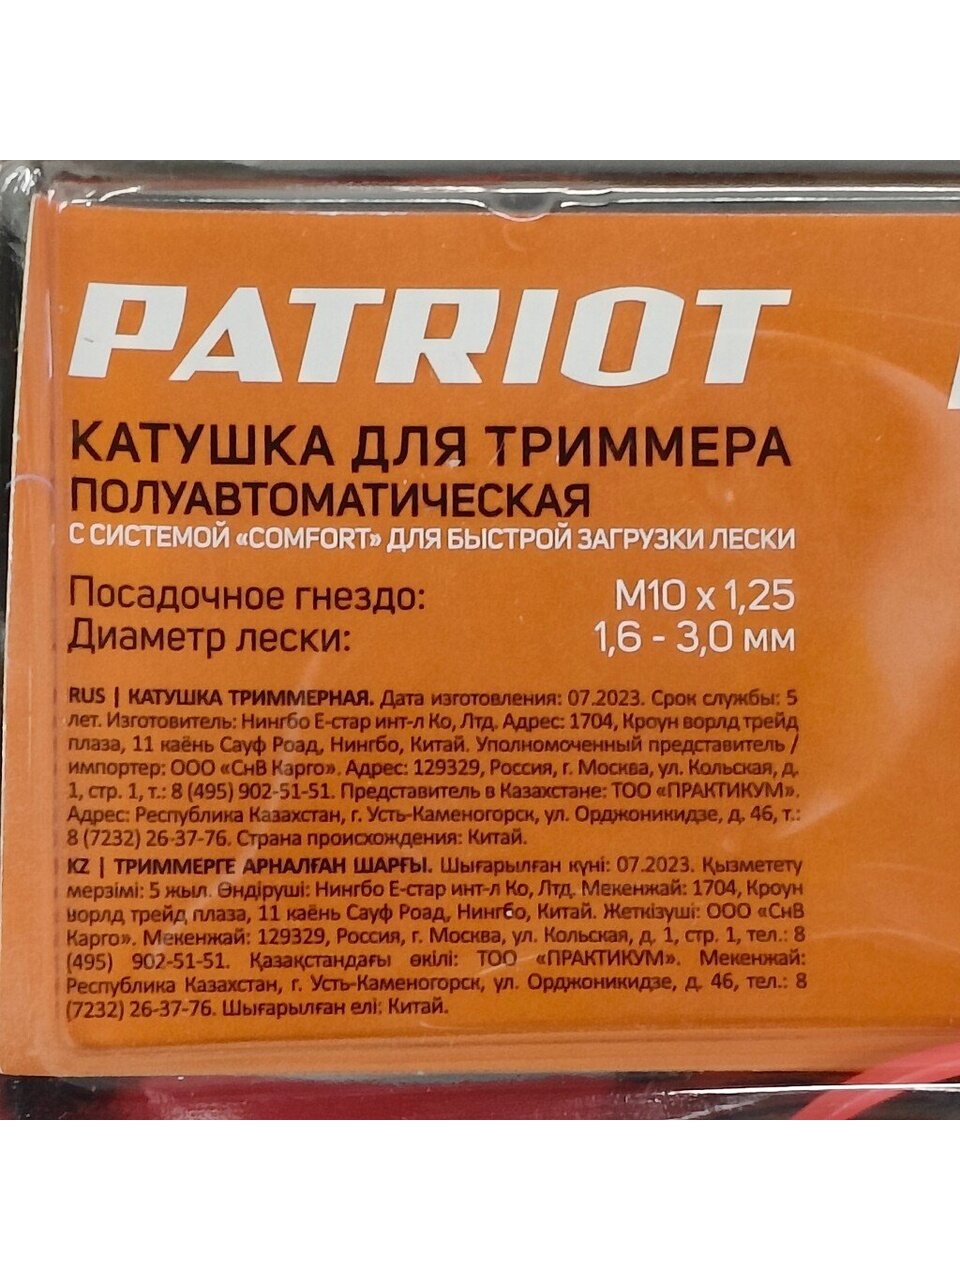 PATRIOT
КАТУШКА ДЛЯ ТРИММЕРА
ПОЛУАВТОМАТИЧЕСКАЯ
С СИСТЕМОЙ «COMFORT» ДЛЯ БЫСТРОЙ ЗАГРУЗКИ ЛЕСКИ
Посадочное гнездо: М10 х 1,25
Диаметр лески: 1,6 - 3,0 мм
RUS | КАТУШКА ТРИММЕРНАЯ. Дата изготовления: 07.2023. Срок службы: 5
лет. Изготовитель: Нингбо Е-стар инт-л Ко, Лтд. Адрес: 1704, Кроун ворлд трейд
плаза, 11 каёнь Сауф Роад, Нингбо, Китай. Уполномоченный представитель /
импортер: ООО «СнВ Карго». Адрес: 129329, Россия, г. Москва, ул. Кольская, д.
1, стр. 1, т.: 8 (495) 902-51-51. Представитель в Казахстане: ТОО «ПРАКТИКУМ».
Адрес: Республика Казахстан, г. Усть-Каменогорск, ул. Орджоникидзе, д. 46, т.:
8 (7232) 26-37-76. Страна происхождения: Китай.
KZ | ТРИММЕРГЕ АРНАЛҒАН ШАРҒЫ. Шығарылған күні: 07.2023. Қызметету
мерзімі: 5 жыл. Өндіруші: Нингбо Е-стар инт-л Ко, Лтд. Мекенжай: 1704, Кроун
ворлд трейд плаза, 11 каёнь Сауф Роад, Нингбо, Китай. Жеткізуші: ООО «СнВ
Карго». Мекенжай: 129329, Россия, г. Москва, ул. Кольская, д. 1, стр. 1, тел.: 8
(495) 902-51-51. Қазақстандағы өкілі: ТОО «ПРАКТИКУМ». Мекенжай:
Республика Казахстан, г. Усть-Каменогорск, ул. Орджоникидзе, д. 46, тел.: 8
(7232) 26-37-76. Шығарылған елі: Китай.